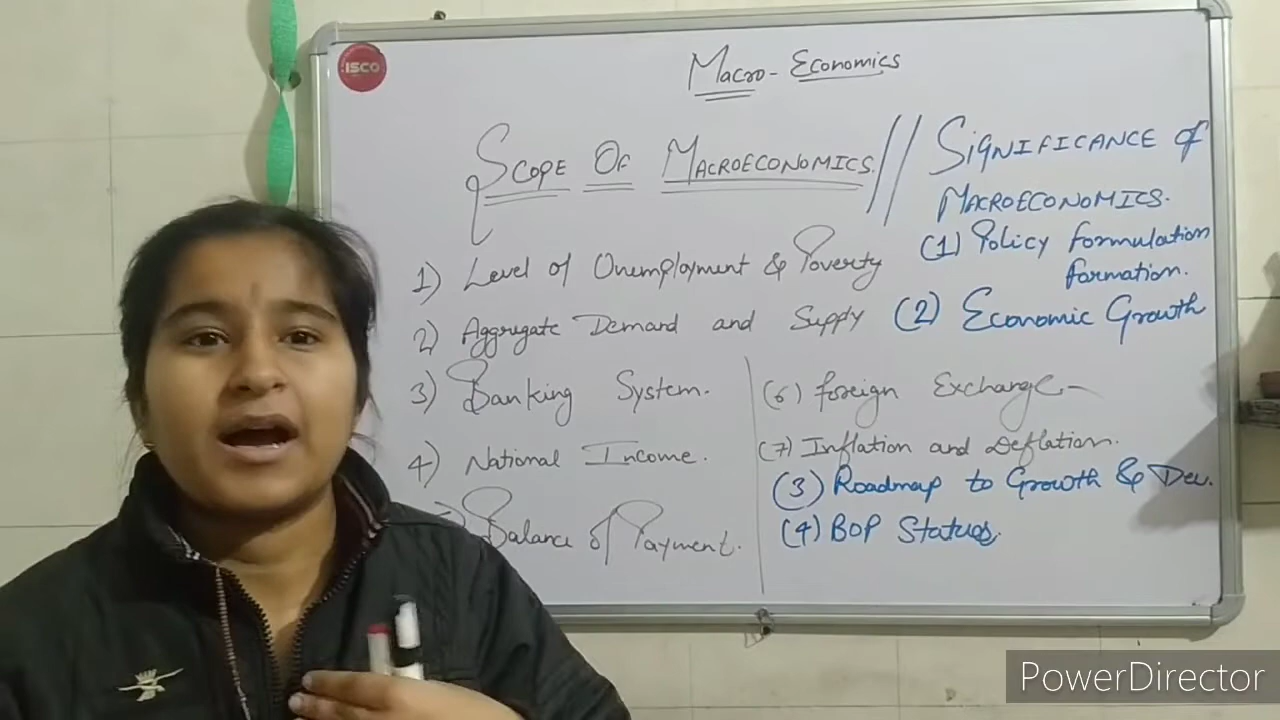 ISCO
Macro-Economics
SCOPE OF MACROECONOMICS.
1) Level of Unemployment & Poverty
2) Aggregate Demand and Supply
3) Banking System.
4) National Income.
Balance of Payment.
(6) foreign Exchange
(7) Inflation and Deflation.
SIGNIFICANCE of
MACROECONOMICS.
(1) Policy formulation
formation.
(2) Economic Growth
(3) Roadmap to Growth & Dev.
(4) BOP Status.
PowerDirector